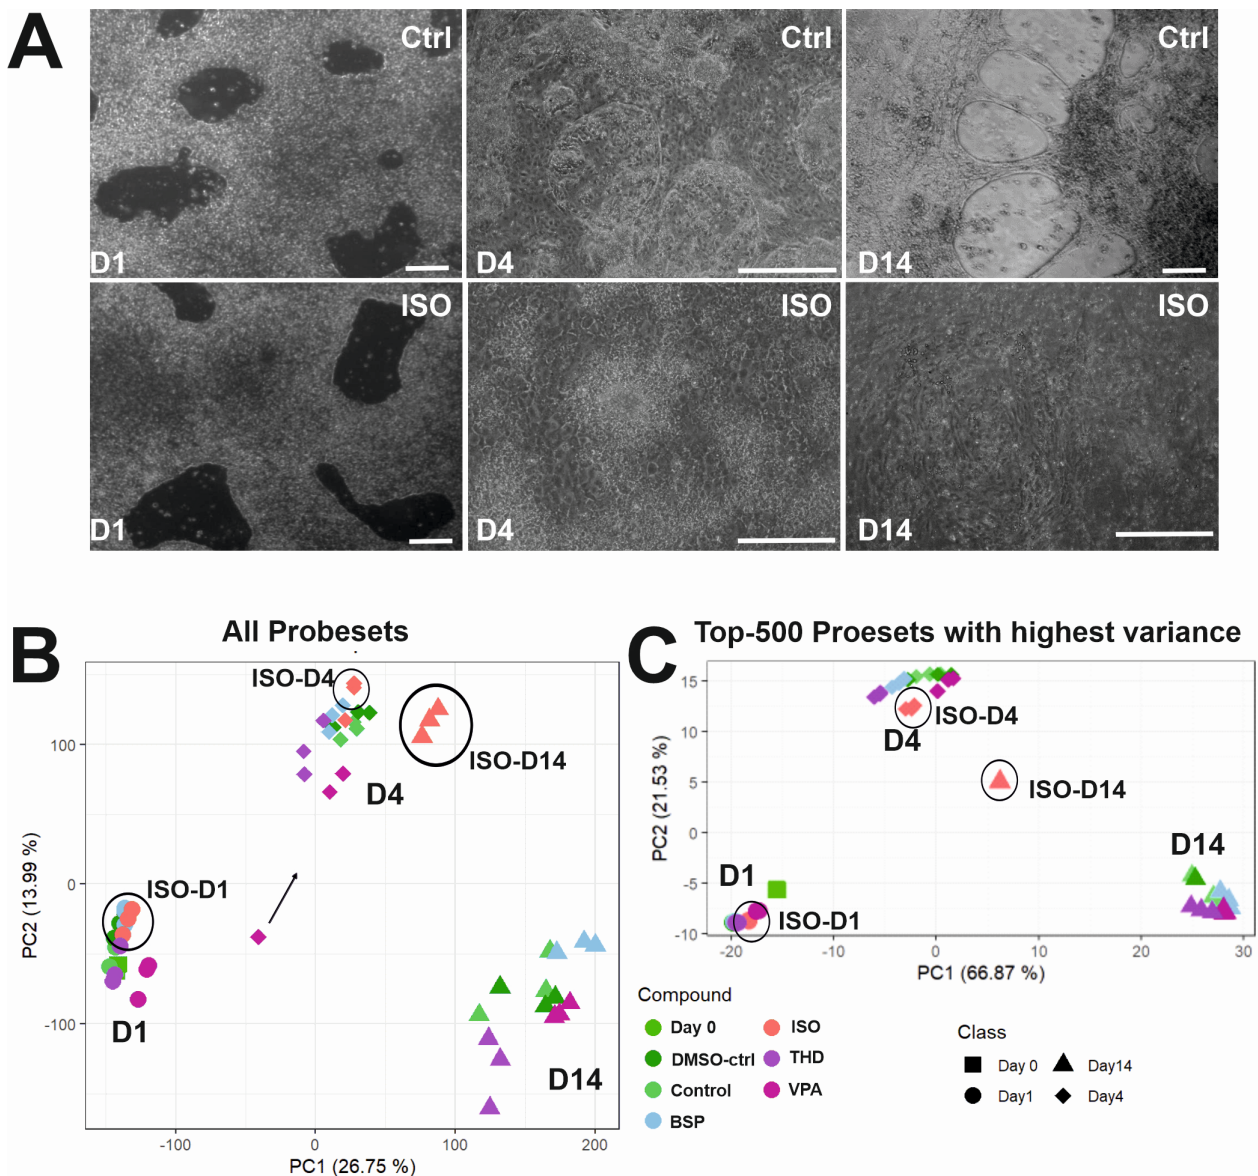 A
Ctrl
Ctrl
Ctrl
D1
D4
D14
ISO
ISO
ISO
D1
D4
D14
B
All Probesets
ISO-D4
ISO-D14
D4
ISO-D1
D1
D14
100
0
-100
PC2 (13.99 %)
-100
0
100
200
PC1 (26.75 %)
C
Top-500 Proesets with highest variance
ISO-D4
D4
ISO-D14
D14
D1
ISO-D1
15
10
5
0
-5
-10
PC2 (21.53 %)
-20
-10
0
10
20
30
PC1 (66.87 %)
Compound
Day 0
ISO
DMSO-ctrl
THD
Control
VPA
BSP
Class
Day 0
Day14
Day1
Day4